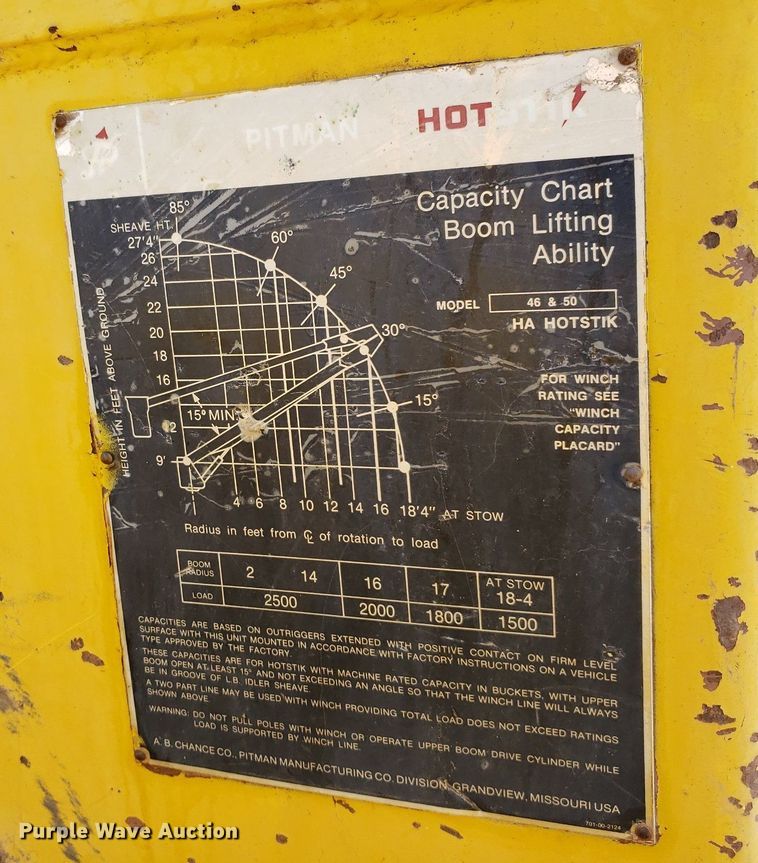 PITMAN HOTSTIK
Capacity Chart
Boom Lifting
Ability
MODEL 46 & 50
HA HOTSTIK
FOR WINCH
RATING SEE
"WINCH
CAPACITY
PLACARD"
85°
SHEAVE HT.
27'4"
60°
26
45°
24
22
20
30°
18
16
15° MIN.
15°
2
9'
HEIGHT IN FEET ABOVE GROUND
4 6 8 10 12 14 16 18'4" AT STOW
Radius in feet from ℄ of rotation to load
BOOM RADIUS 2 14 16 17 AT STOW 18-4
LOAD 2500 2000 1800 1500
CAPACITIES ARE BASED ON OUTRIGGERS EXTENDED WITH POSITIVE CONTACT ON FIRM LEVEL
SURFACE WITH THIS UNIT MOUNTED IN ACCORDANCE WITH FACTORY INSTRUCTIONS ON A VEHICLE
TYPE APPROVED BY THE FACTORY.
THESE CAPACITIES ARE FOR HOTSTIK WITH MACHINE RATED CAPACITY IN BUCKETS, WITH UPPER
BOOM OPEN AT LEAST 15° AND NOT EXCEEDING AN ANGLE SO THAT THE WINCH LINE WILL ALWAYS
BE IN GROOVE OF L.B. IDLER SHEAVE.
A TWO PART LINE MAY BE USED WITH WINCH PROVIDING TOTAL LOAD DOES NOT EXCEED RATINGS
SHOWN ABOVE.
WARNING: DO NOT PULL POLES WITH WINCH OR OPERATE UPPER BOOM DRIVE CYLINDER WHILE
LOAD IS SUPPORTED BY WINCH LINE.
A. B. CHANCE CO., PITMAN MANUFACTURING CO. DIVISION, GRANDVIEW, MISSOURI USA
701-00-2124
Purple Wave Auction